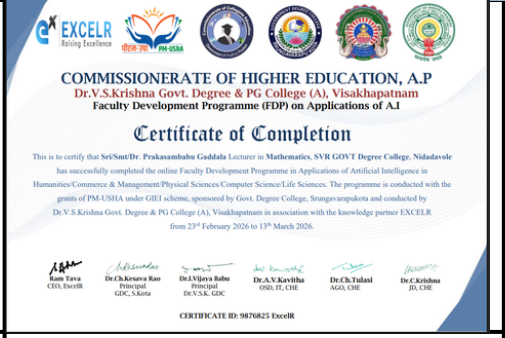 EXCELR
Raising Excellence
पीएम-उषा PM-USHA
COMMISSIONERATE OF HIGHER EDUCATION, A.P
Dr.V.S.Krishna Govt. Degree & PG College (A), Visakhapatnam
Faculty Development Programme (FDP) on Applications of A.I
Certificate of Completion
This is to certify that Sri/Smt/Dr. Prakasambabu Gaddala Lecturer in Mathematics, SVR GOVT Degree College, Nidadavole
has successfully completed the online Faculty Development Programme in Applications of Artificial Intelligence in
Humanities/Commerce & Management/Physical Sciences/Computer Science/Life Sciences. The programme is conducted with the
grants of PM-USHA under GIEI scheme, sponsored by Govt. Degree College, Srungavarapukota and conducted by
Dr.V.S.Krishna Govt. Degree & PG College (A), Visakhapatnam in association with the knowledge partner EXCELR
from 23rd February 2026 to 13th March 2026.
Ram Tava
CEO, ExcelR
Dr.Ch.Kesava Rao
Principal
GDC, S.Kota
Dr.I.Vijaya Babu
Principal
Dr.V.S.K. GDC
Dr.A.V.Kavitha
OSD, IT, CHE
Dr.Ch.Tulasi
AGO, CHE
Dr.C.Krishna
JD, CHE
CERTIFICATE ID: 9876825 ExcelR